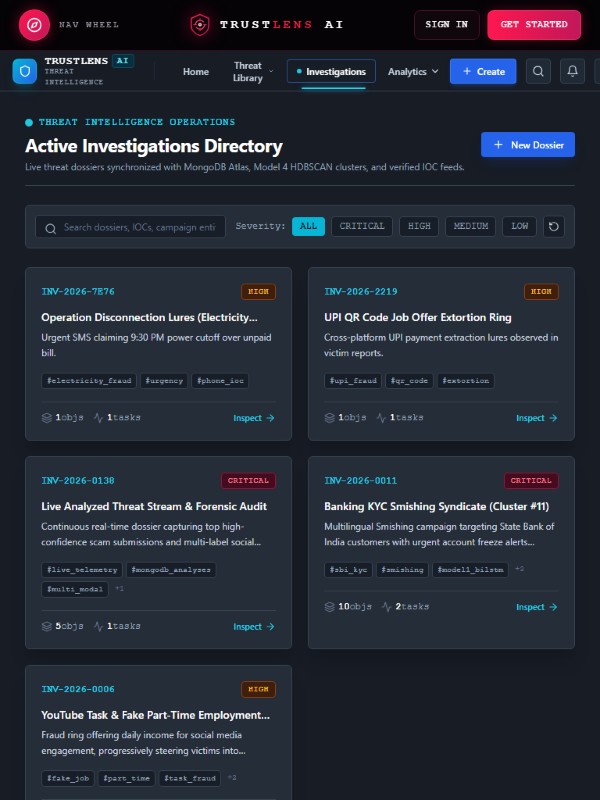 NAV WHEEL
TRUSTLENS AI
SIGN IN
GET STARTED
TRUSTLENS AI
THREAT INTELLIGENCE
Home
Threat Library
Investigations
Analytics
+ Create
THREAT INTELLIGENCE OPERATIONS
Active Investigations Directory
+ New Dossier
Live threat dossiers synchronized with MongoDB Atlas, Model 4 HDBSCAN clusters, and verified IOC feeds.
Search dossiers, IOCs, campaign enti
Severity: ALL CRITICAL HIGH MEDIUM LOW
INV-2026-7E76 HIGH
Operation Disconnection Lures (Electricity...
Urgent SMS claiming 9:30 PM power cutoff over unpaid
bill.
#electricity_fraud #urgency #phone_ioc
1objs 1tasks Inspect →
INV-2026-2219 HIGH
UPI QR Code Job Offer Extortion Ring
Cross-platform UPI payment extraction lures observed in
victim reports.
#upi_fraud #qr_code #extortion
1objs 1tasks Inspect →
INV-2026-0138 CRITICAL
Live Analyzed Threat Stream & Forensic Audit
Continuous real-time dossier capturing top high-
confidence scam submissions and multi-label social...
#live_telemetry #mongodb_analyses
#multi_modal
5objs 1tasks Inspect →
INV-2026-0011 CRITICAL
Banking KYC Smishing Syndicate (Cluster #11)
Multilingual Smishing campaign targeting State Bank of
India customers with urgent account freeze alerts...
#sbi_kyc #smishing #model1_bilstm
10objs 2tasks Inspect →
INV-2026-0006 HIGH
YouTube Task & Fake Part-Time Employment...
Fraud ring offering daily income for social media
engagement, progressively steering victims into...
#fake_job #part_time #task_fraud